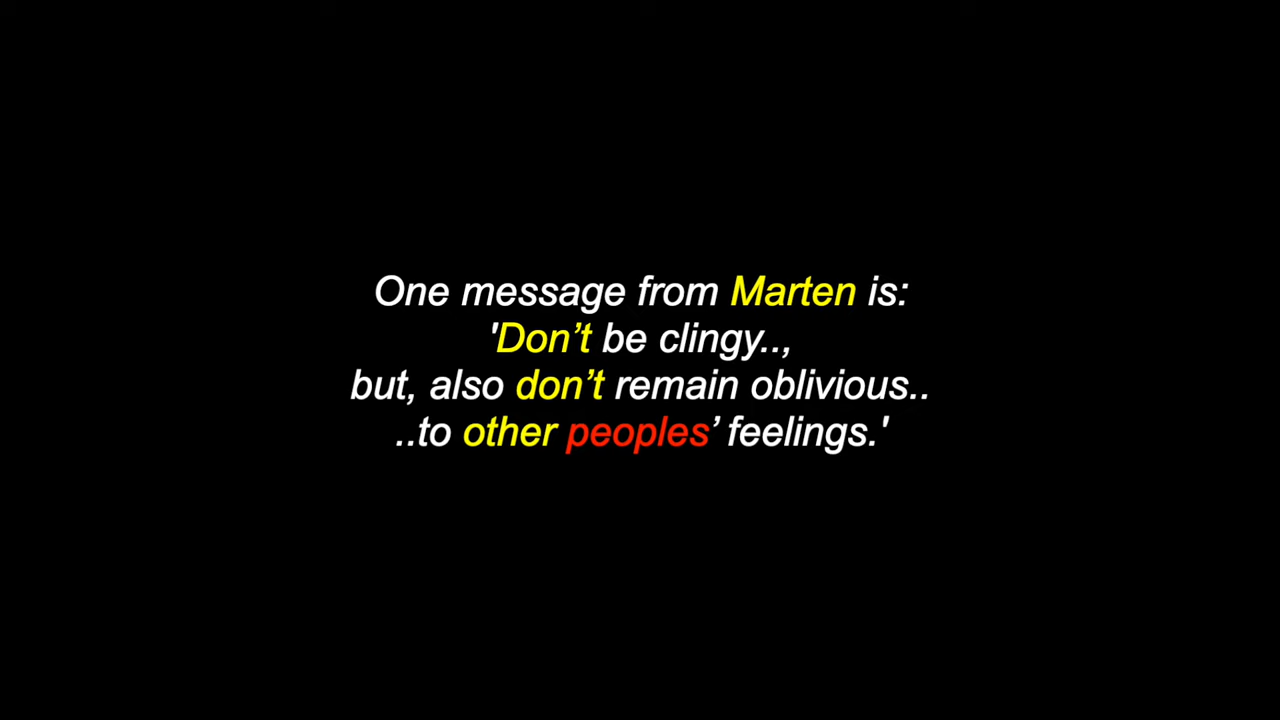 One message from Marten is:
'Don’t be clingy..,
but, also don’t remain oblivious..
..to other peoples’ feelings.'